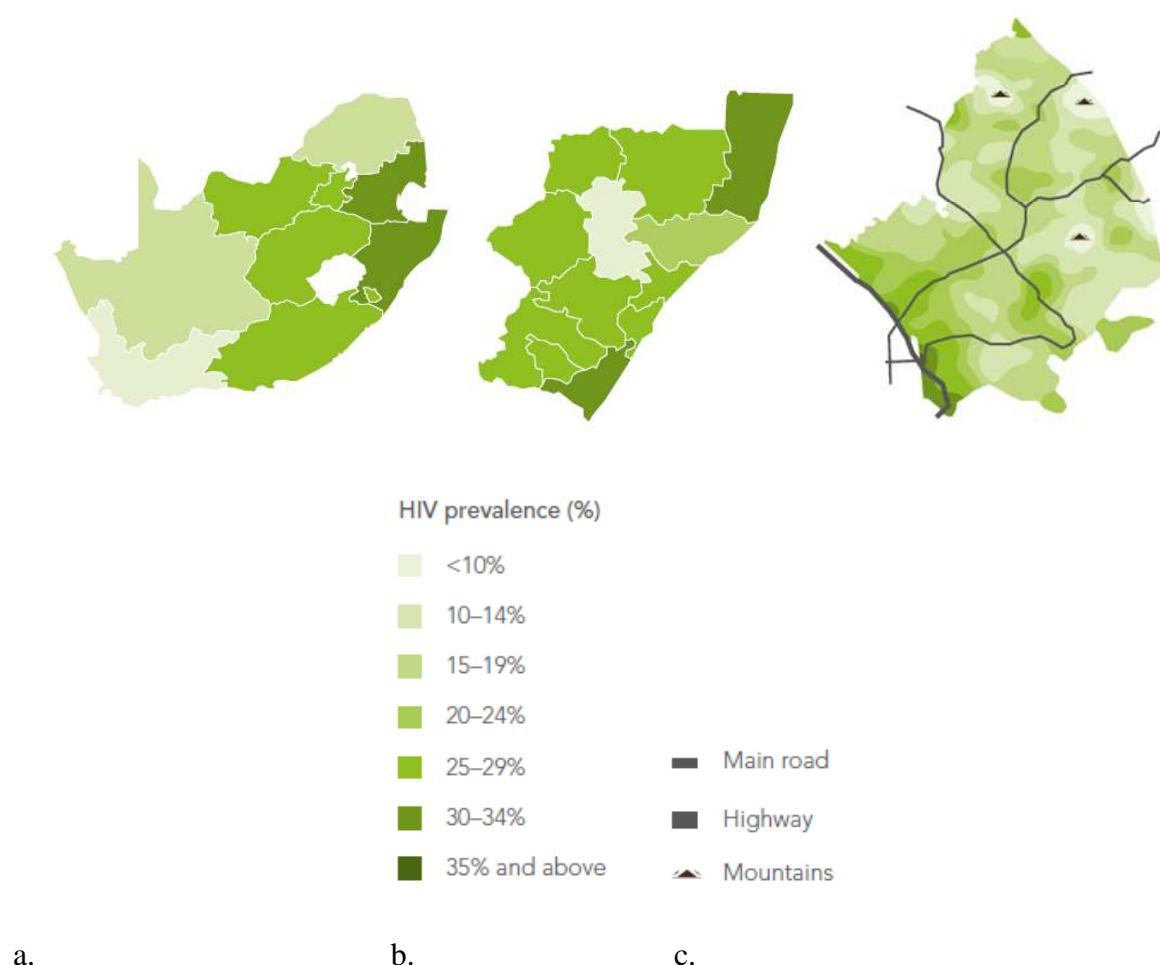 HIV prevalence (%)
<10%
10–14%
15–19%
20–24%
25–29%
30–34%
35% and above
Main road
Highway
Mountains
a. b. c.